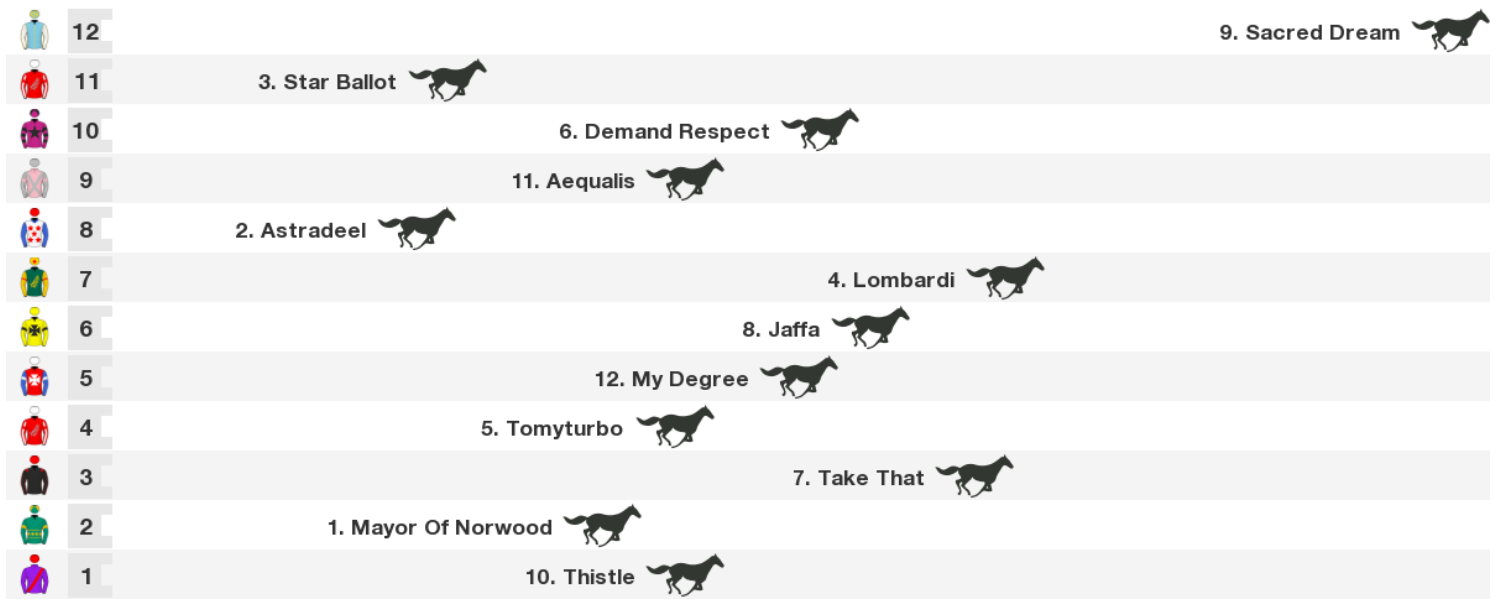 12 9. Sacred Dream
11 3. Star Ballot
10 6. Demand Respect
9 11. Aequalis
8 2. Astradeel
7 4. Lombardi
6 8. Jaffa
5 12. My Degree
4 5. Tomyturbo
3 7. Take That
2 1. Mayor Of Norwood
1 10. Thistle